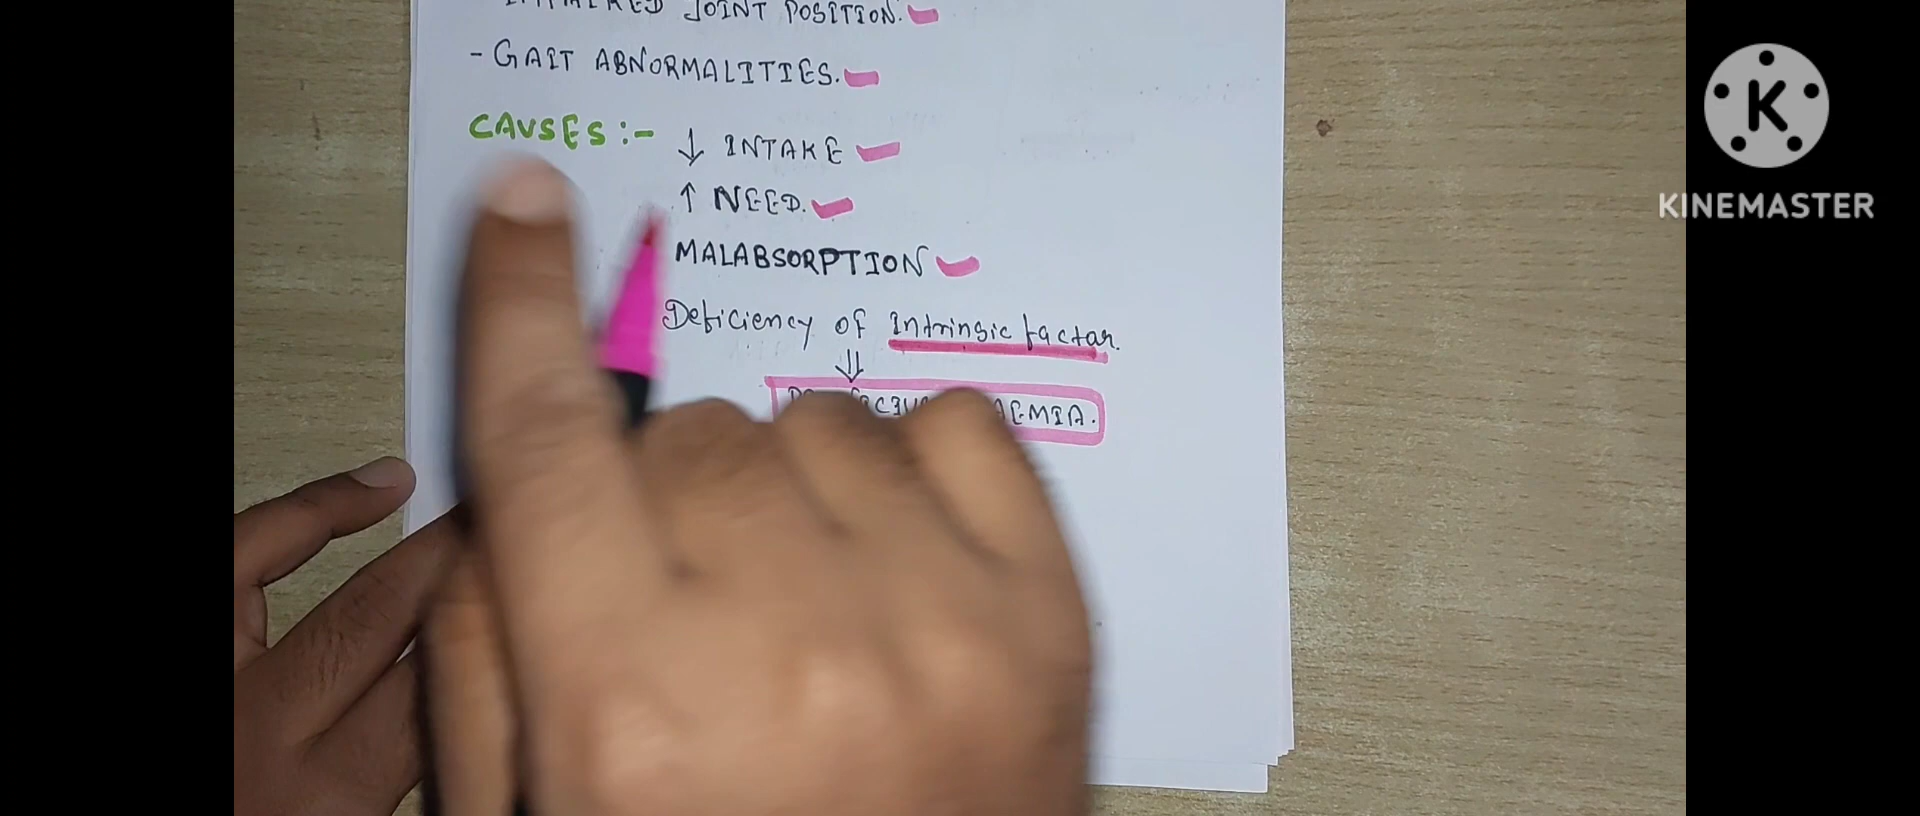 JOINT POSITION.
- GAIT ABNORMALITIES.
CAUSES :- ↓ INTAKE
↑ NEED.
MALABSORPTION
Deficiency of Intrinsic factor.
⇓
K
KINEMASTER